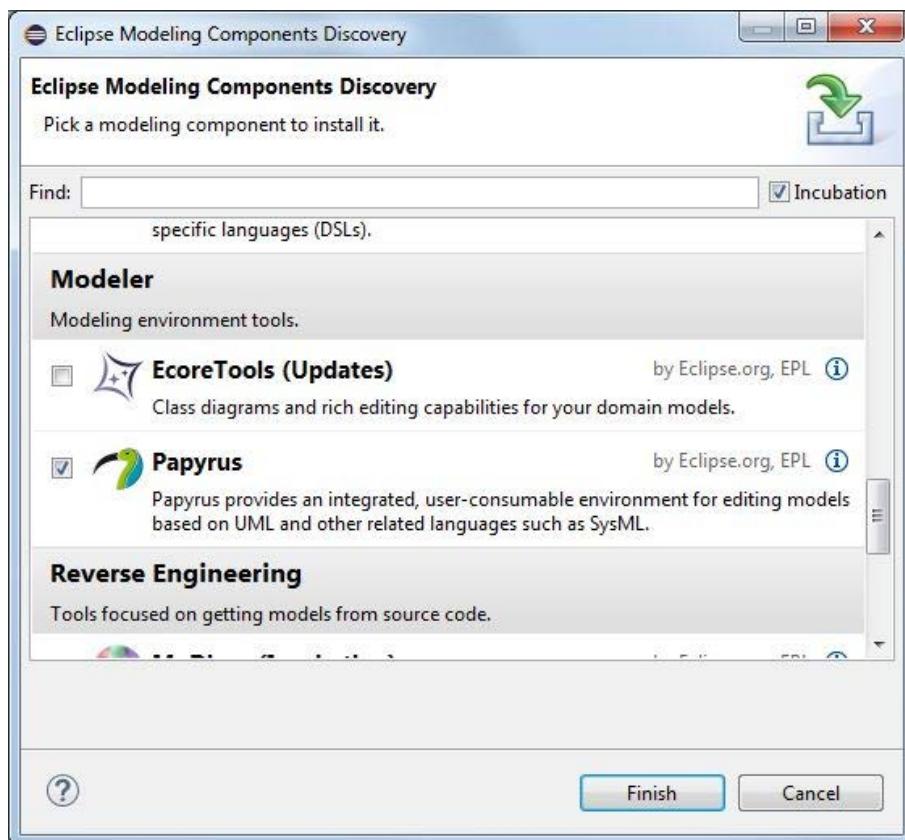 Eclipse Modeling Components Discovery
Eclipse Modeling Components Discovery
Pick a modeling component to install it.
Find:
Incubation
specific languages (DSLs).
Modeler
Modeling environment tools.
EcoreTools (Updates)
by Eclipse.org, EPL
Class diagrams and rich editing capabilities for your domain models.
Papyrus
by Eclipse.org, EPL
Papyrus provides an integrated, user-consumable environment for editing models
based on UML and other related languages such as SysML.
Reverse Engineering
Tools focused on getting models from source code.
Finish
Cancel